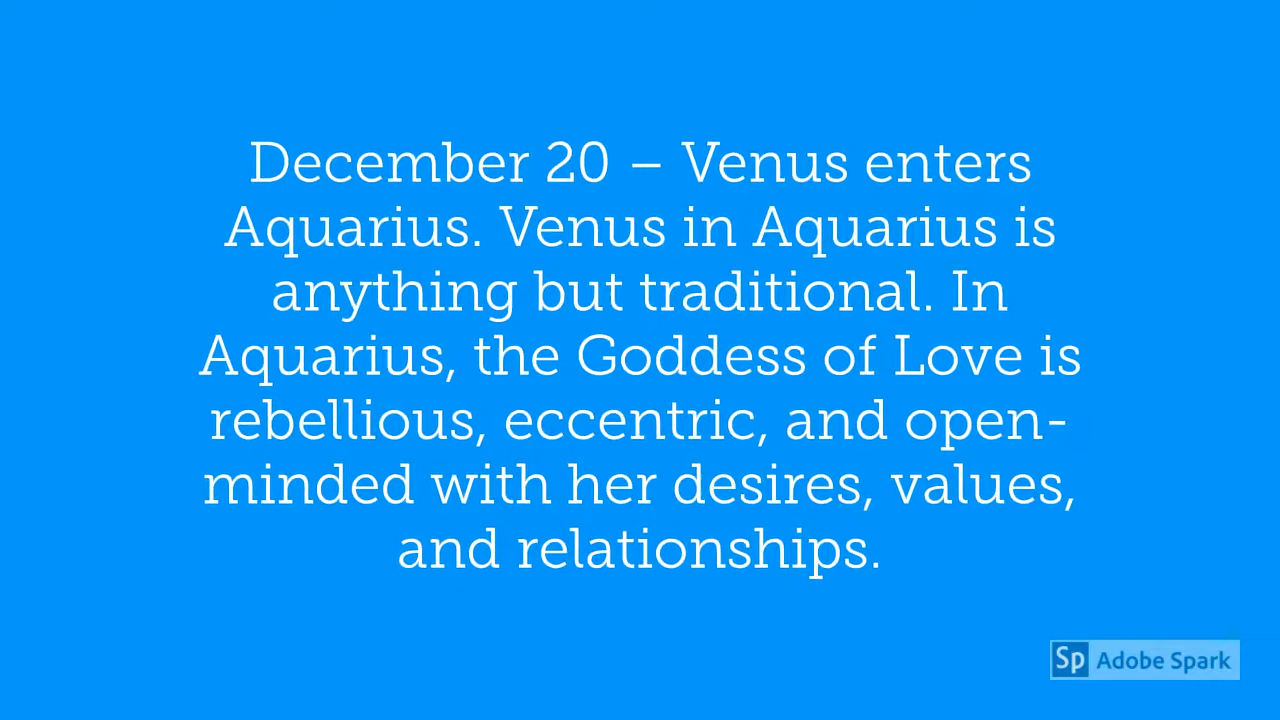 December 20 – Venus enters
Aquarius. Venus in Aquarius is
anything but traditional. In
Aquarius, the Goddess of Love is
rebellious, eccentric, and open-
minded with her desires, values,
and relationships.
Sp Adobe Spark